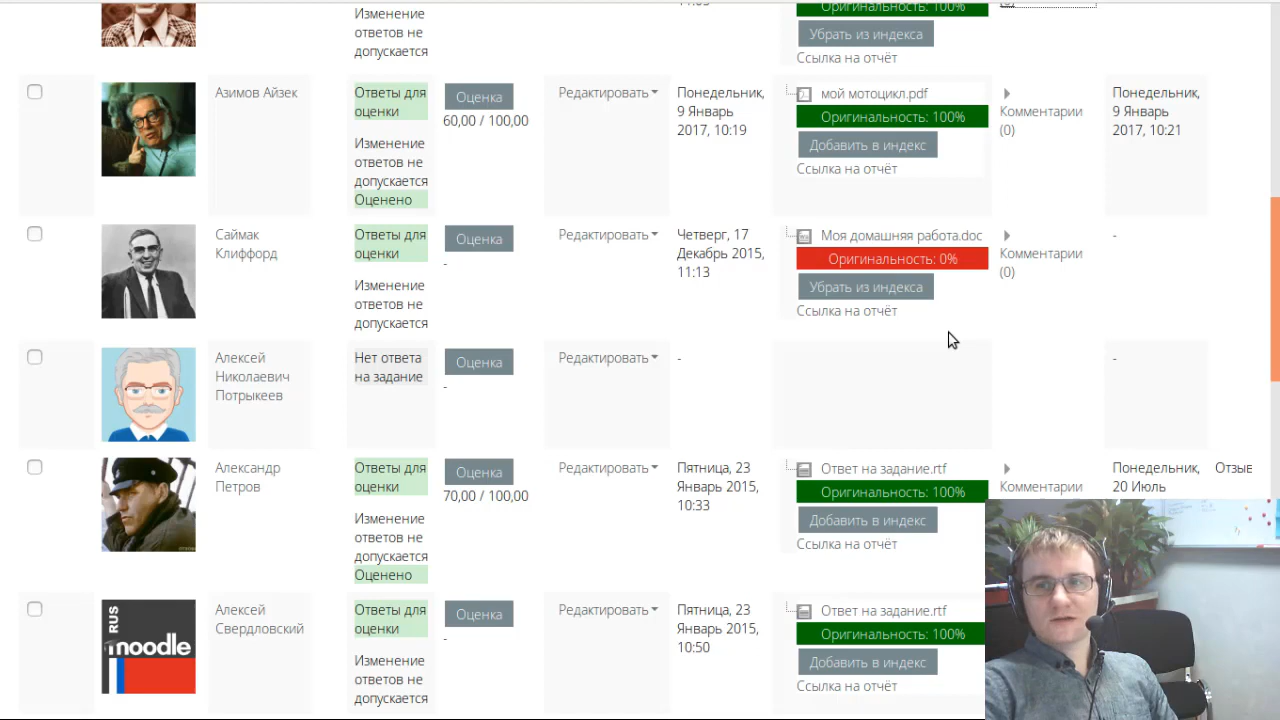 Изменение
ответов не
допускается
Оригинальность: 100%
Убрать из индекса
Ссылка на отчёт
Азимов Айзек
Ответы для
оценки
Изменение
ответов не
допускается
Оценено
Оценка
60,00 / 100,00
Редактировать
Понедельник,
9 Январь
2017, 10:19
мой мотоцикл.pdf
Оригинальность: 100%
Добавить в индекс
Ссылка на отчёт
Комментарии
(0)
Понедельник,
9 Январь
2017, 10:21
Саймак
Клиффорд
Ответы для
оценки
Изменение
ответов не
допускается
Оценка
-
Редактировать
Четверг, 17
Декабрь 2015,
11:13
Моя домашняя работа.doc
Оригинальность: 0%
Убрать из индекса
Ссылка на отчёт
Комментарии
(0)
-
Алексей
Николаевич
Потрыкеев
Нет ответа
на задание
Оценка
-
Редактировать
-
-
Александр
Петров
Ответы для
оценки
Изменение
ответов не
допускается
Оценено
Оценка
70,00 / 100,00
Редактировать
Пятница, 23
Январь 2015,
10:33
Ответ на задание.rtf
Оригинальность: 100%
Добавить в индекс
Ссылка на отчёт
Комментарии
Понедельник,
20 Июль
Отзыв
RUS
moodle
Алексей
Свердловский
Ответы для
оценки
Изменение
ответов не
допускается
Оценка
-
Редактировать
Пятница, 23
Январь 2015,
10:50
Ответ на задание.rtf
Оригинальность: 100%
Добавить в индекс
Ссылка на отчёт